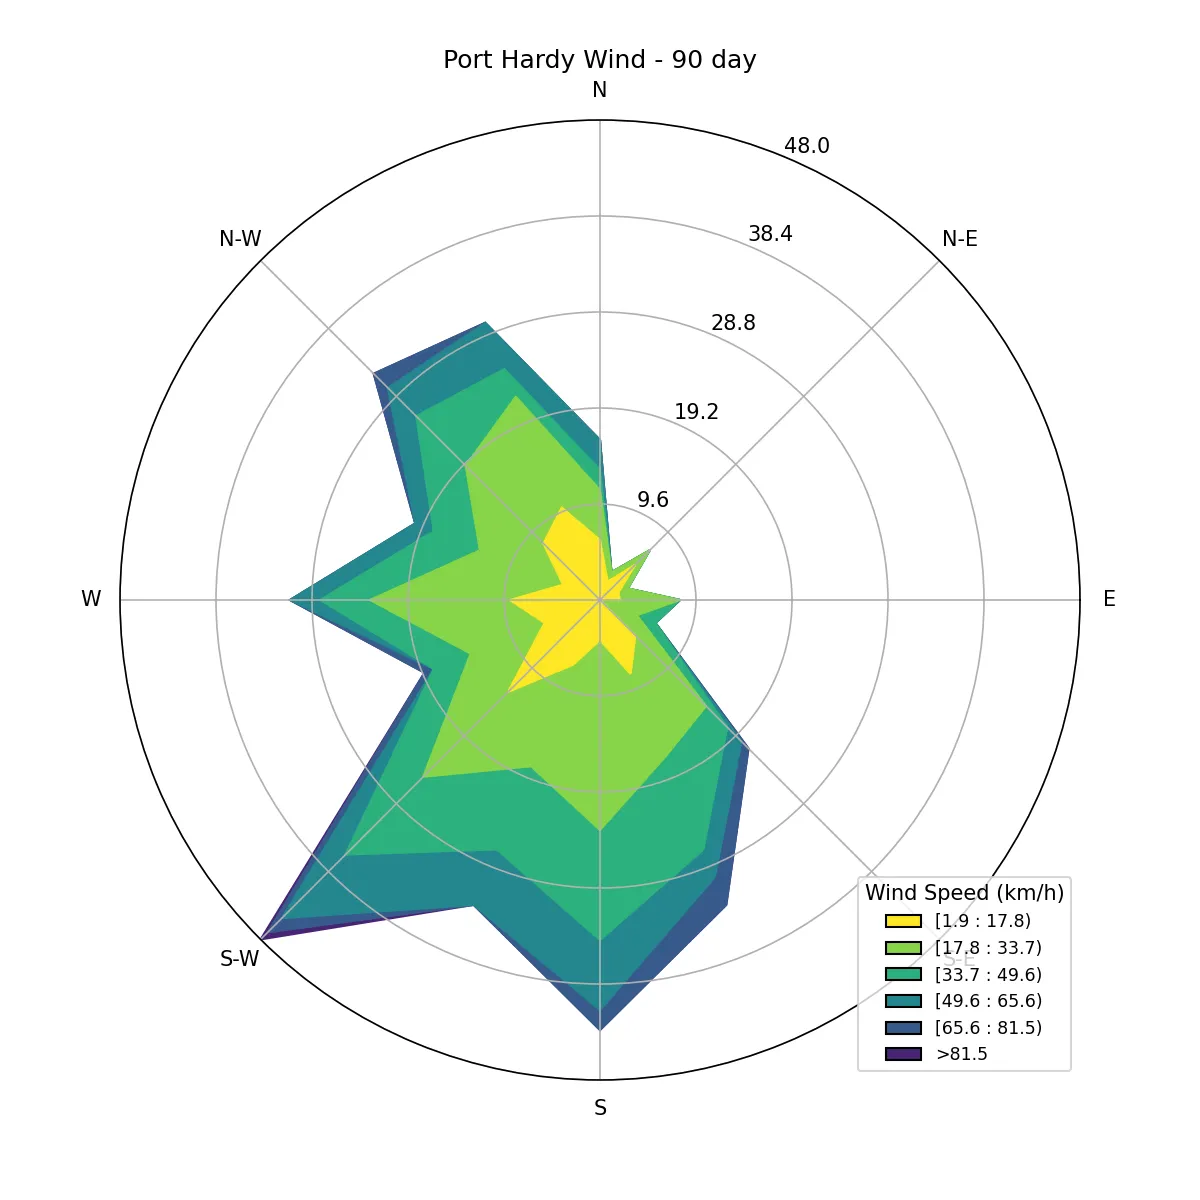 Port Hardy Wind - 90 day
N
48.0
38.4
N-W
N-E
28.8
19.2
9.6
W
E
Wind Speed (km/h)
[1.9 : 17.8)
[17.8 : 33.7)
S-W
S-E
[33.7 : 49.6)
[49.6 : 65.6)
[65.6 : 81.5)
>81.5
S